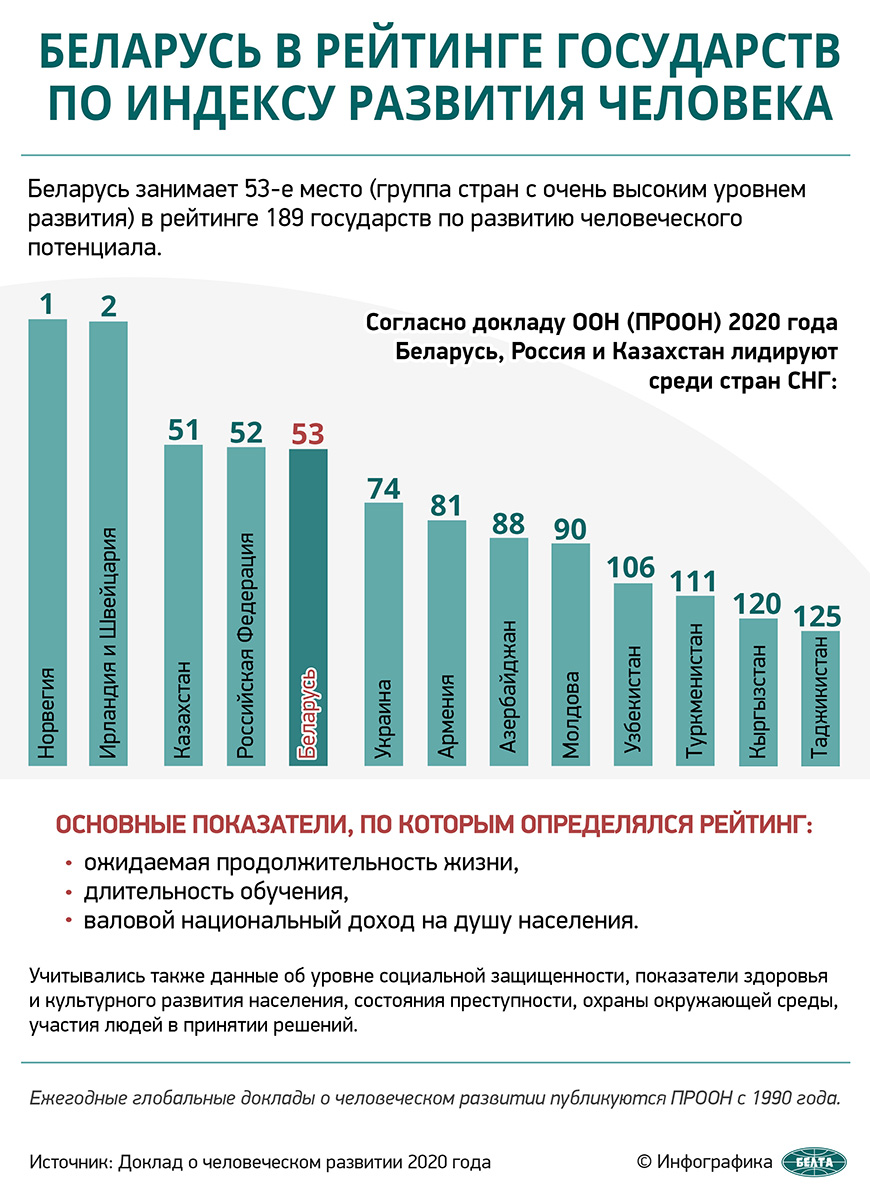 БЕЛАРУСЬ В РЕЙТИНГЕ ГОСУДАРСТВ
ПО ИНДЕКСУ РАЗВИТИЯ ЧЕЛОВЕКА
Беларусь занимает 53-е место (группа стран с очень высоким уровнем
развития) в рейтинге 189 государств по развитию человеческого
потенциала.
Согласно докладу ООН (ПРООН) 2020 года
Беларусь, Россия и Казахстан лидируют
среди стран СНГ:
1
Норвегия
2
Ирландия и Швейцария
51
Казахстан
52
Российская Федерация
53
Беларусь
74
Украина
81
Армения
88
Азербайджан
90
Молдова
106
Узбекистан
111
Туркменистан
120
Кыргызстан
125
Таджикистан
ОСНОВНЫЕ ПОКАЗАТЕЛИ, ПО КОТОРЫМ ОПРЕДЕЛЯЛСЯ РЕЙТИНГ:
• ожидаемая продолжительность жизни,
• длительность обучения,
• валовой национальный доход на душу населения.
Учитывались также данные об уровне социальной защищенности, показатели здоровья
и культурного развития населения, состояния преступности, охраны окружающей среды,
участия людей в принятии решений.
Ежегодные глобальные доклады о человеческом развитии публикуются ПРООН с 1990 года.
Источник: Доклад о человеческом развитии 2020 года
© Инфографика БЕЛТА